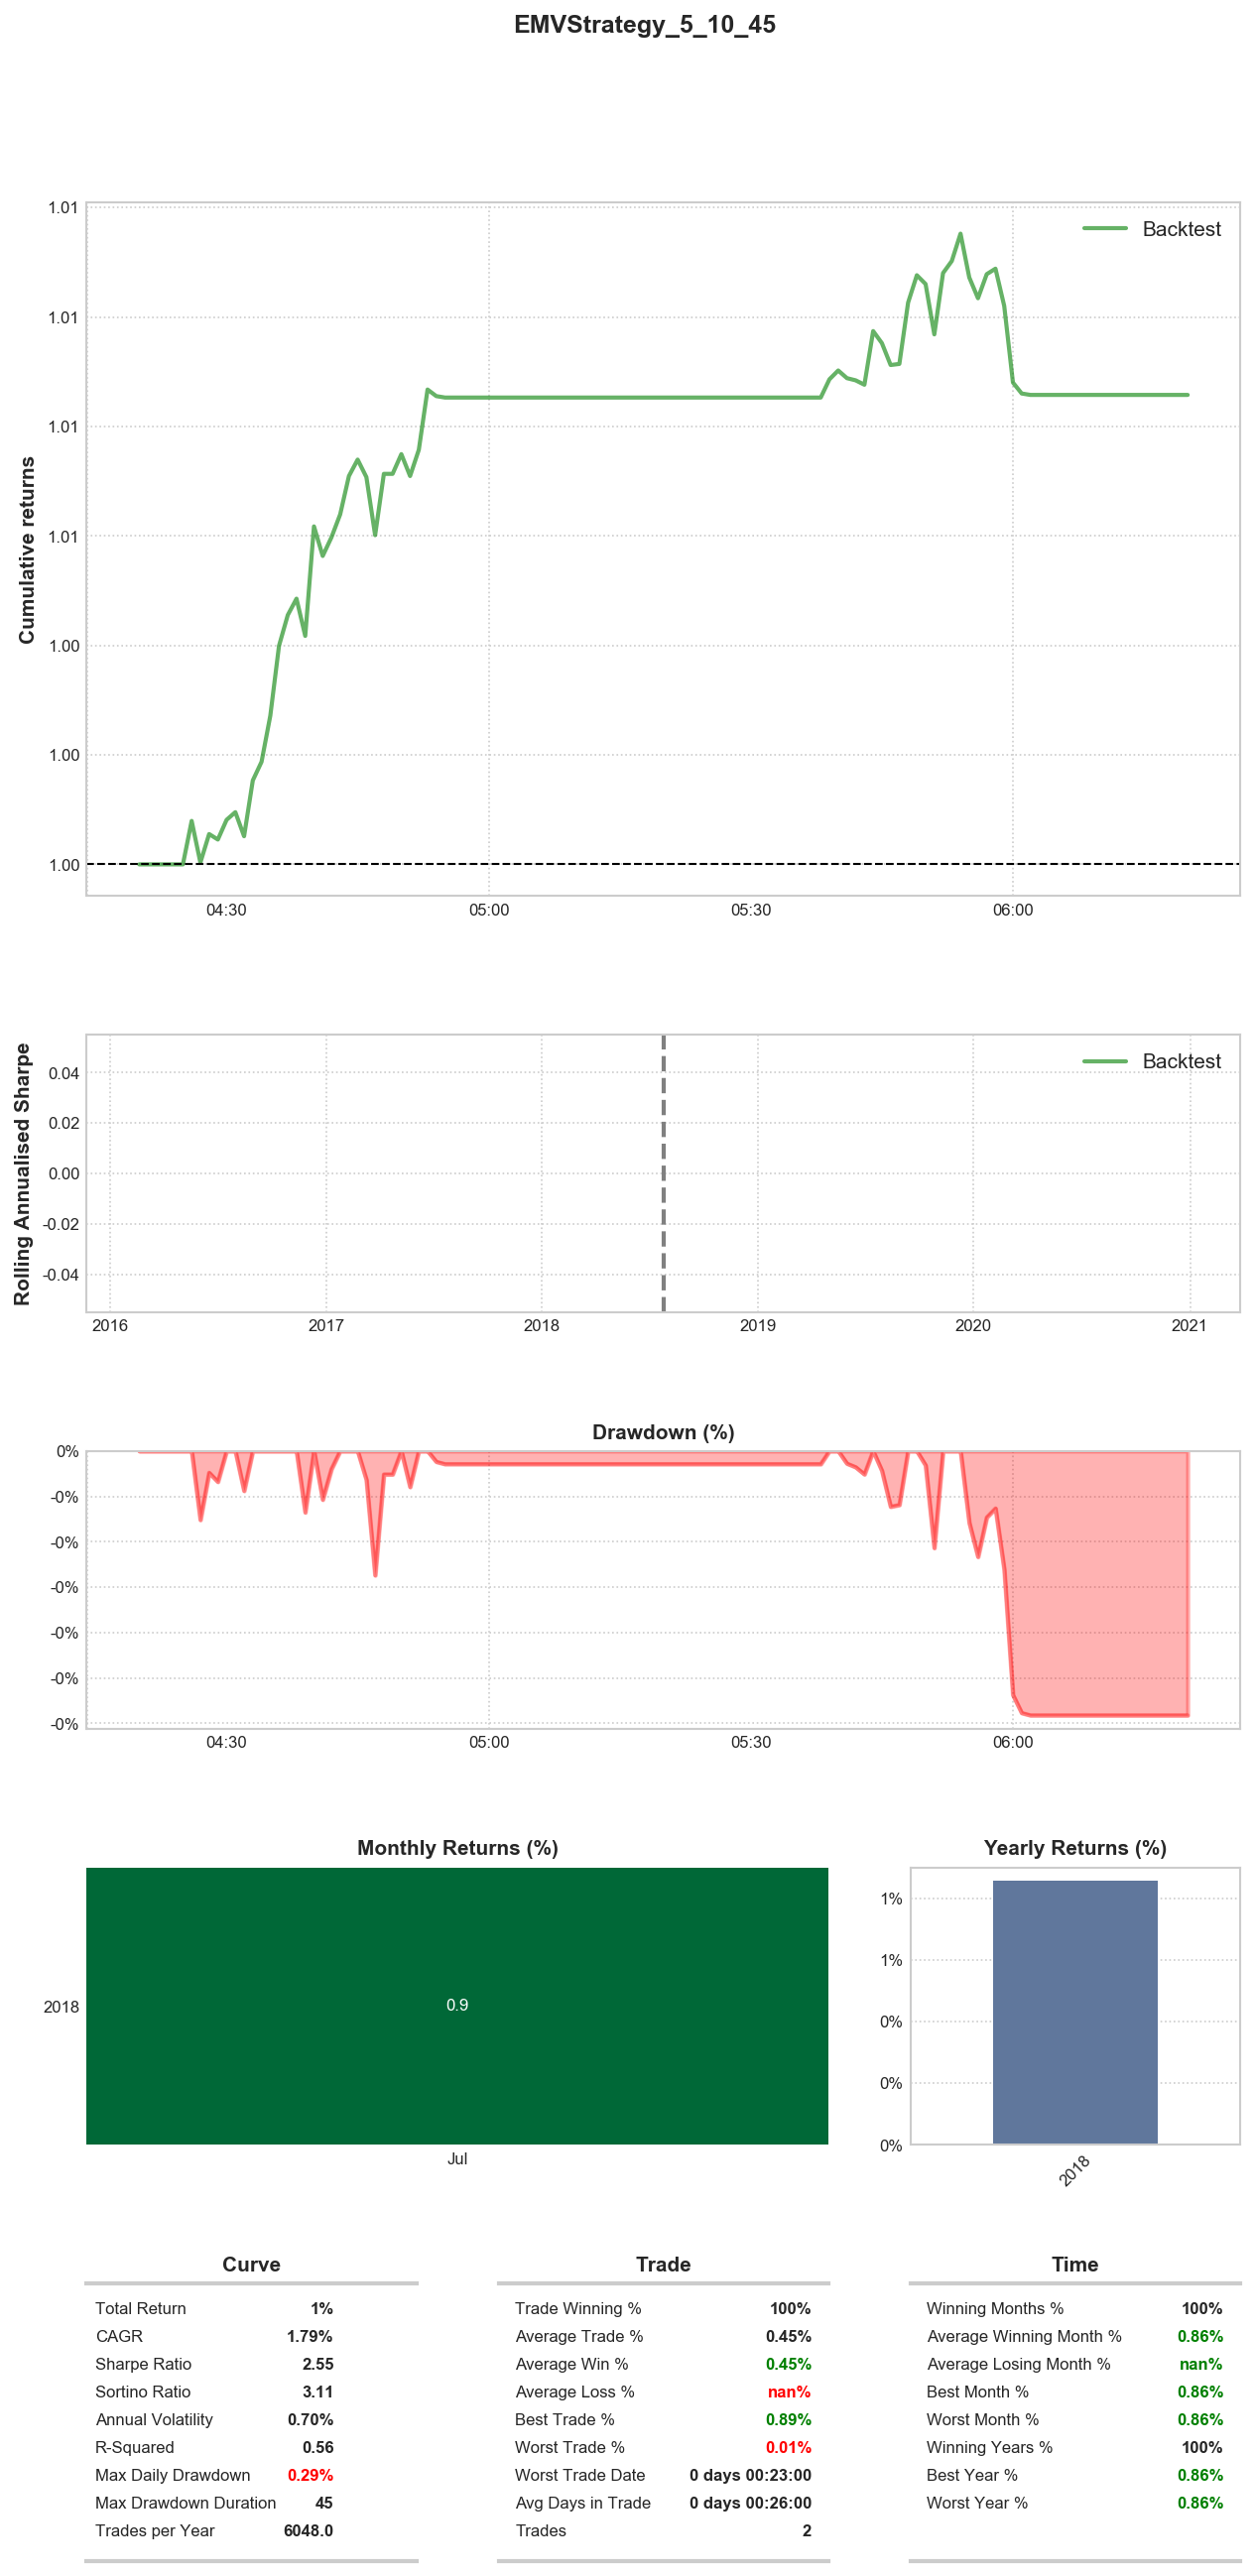 EMVStrategy_5_10_45
Cumulative returns
1.01
1.01
1.01
1.01
1.00
1.00
1.00
Backtest
04:30 05:00 05:30 06:00
Rolling Annualised Sharpe
0.04
0.02
0.00
-0.02
-0.04
Backtest
2016 2017 2018 2019 2020 2021
Drawdown (%)
0%
-0%
-0%
-0%
-0%
-0%
-0%
04:30 05:00 05:30 06:00
Monthly Returns (%)
2018
0.9
Jul
Yearly Returns (%)
1%
1%
0%
0%
0%
2018
Curve
Total Return 1%
CAGR 1.79%
Sharpe Ratio 2.55
Sortino Ratio 3.11
Annual Volatility 0.70%
R-Squared 0.56
Max Daily Drawdown 0.29%
Max Drawdown Duration 45
Trades per Year 6048.0
Trade
Trade Winning % 100%
Average Trade % 0.45%
Average Win % 0.45%
Average Loss % nan%
Best Trade % 0.89%
Worst Trade % 0.01%
Worst Trade Date 0 days 00:23:00
Avg Days in Trade 0 days 00:26:00
Trades 2
Time
Winning Months % 100%
Average Winning Month % 0.86%
Average Losing Month % nan%
Best Month % 0.86%
Worst Month % 0.86%
Winning Years % 100%
Best Year % 0.86%
Worst Year % 0.86%